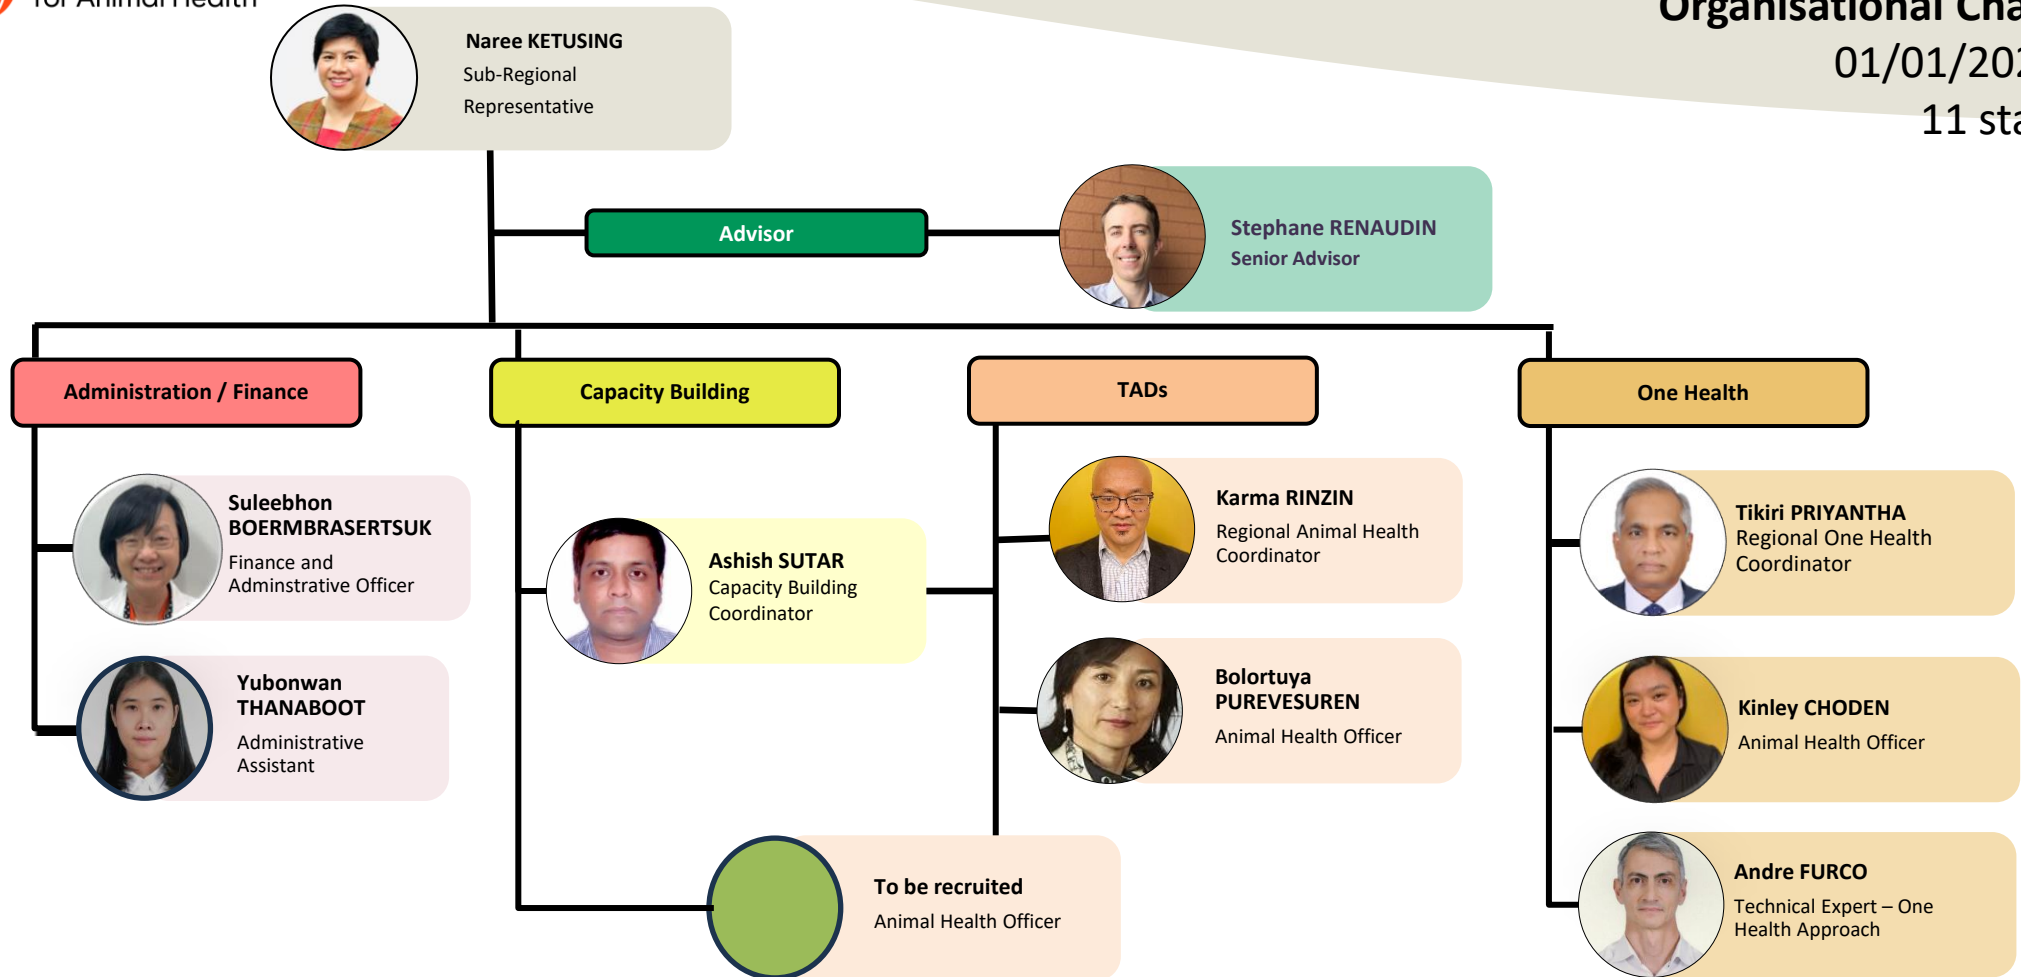 for Animal Health
Organisational Cha
01/01/202
11 sta
Naree KETUSING
Sub-Regional
Representative
Advisor
Stephane RENAUDIN
Senior Advisor
Administration / Finance
Capacity Building
TADs
One Health
Suleebhon
BOERMBRASERTSUK
Finance and
Adminstrative Officer
Yubonwan
THANABOOT
Administrative
Assistant
Ashish SUTAR
Capacity Building
Coordinator
Karma RINZIN
Regional Animal Health
Coordinator
Bolortuya
PUREVESUREN
Animal Health Officer
To be recruited
Animal Health Officer
Tikiri PRIYANTHA
Regional One Health
Coordinator
Kinley CHODEN
Animal Health Officer
Andre FURCO
Technical Expert – One
Health Approach